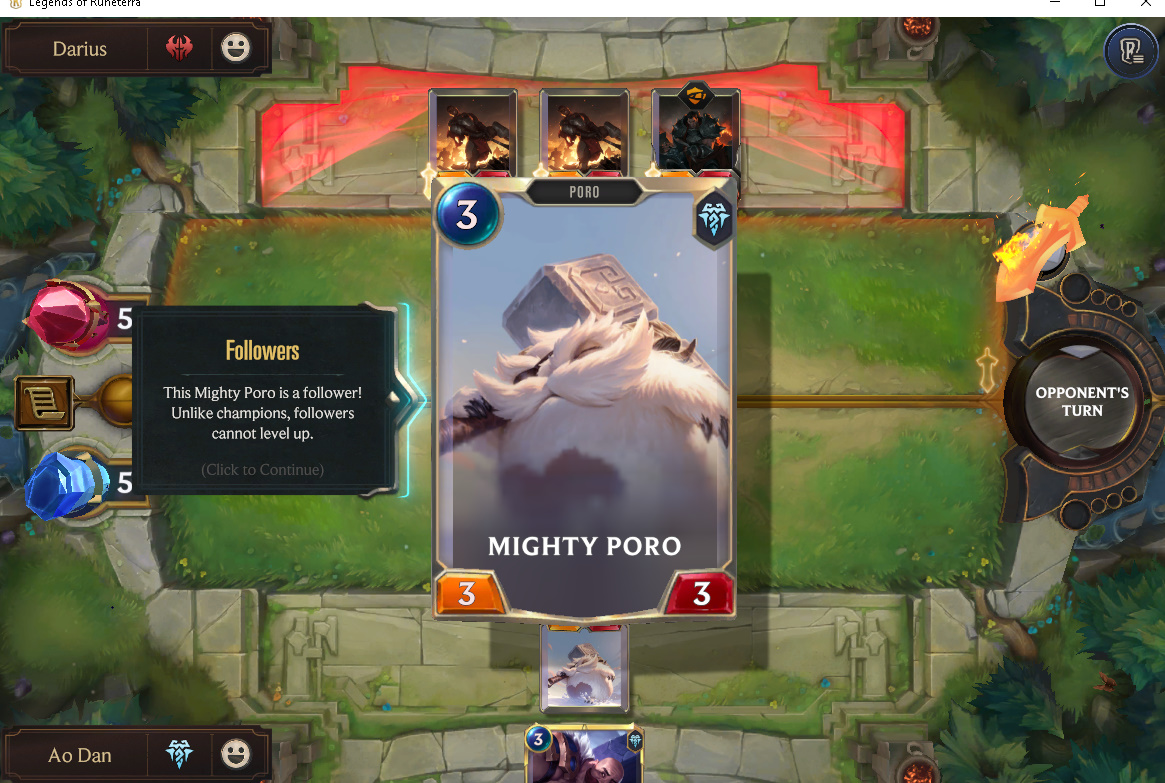 Legends of Runeterra
Darius
PORO
3
5
Followers
This Mighty Poro is a follower!
Unlike champions, followers
cannot level up.
(Click to Continue)
OPPONENT'S
TURN
5
MIGHTY PORO
3
3
Ao Dan
3